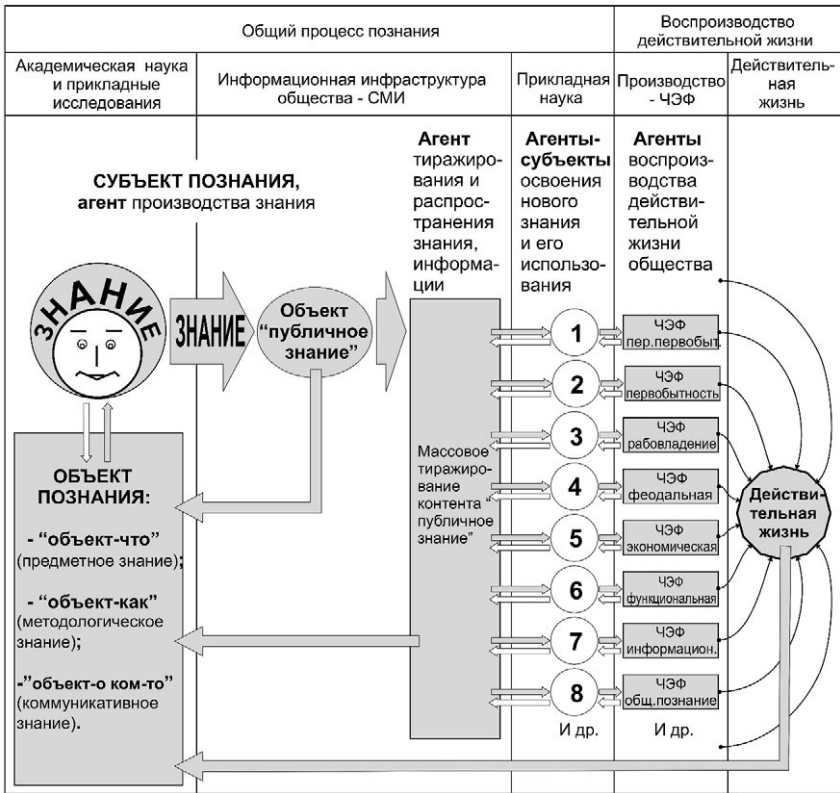 Общий процесс познания
Воспроизводство
действительной жизни
Академическая наука
и прикладные
исследования
Информационная инфраструктура
общества - СМИ
Прикладная
наука
Производство
- ЧЭФ
Действитель-
ная
жизнь
СУБЪЕКТ ПОЗНАНИЯ,
агент производства знания
Агент
тиражиро-
вания и
распрос-
транения
знания,
информа-
ции
Агенты-
субъекты
освоения
нового
знания
и его
использо-
вания
Агенты
воспроиз-
водства
действи-
тельной
жизни
общества
ЗНАНИЕ
ЗНАНИЕ
Объект
“публичное
знание”
Массовое
тиражиро-
вание
контента “
публичное
знание”
1
ЧЭФ
пер.первобыт.
2
ЧЭФ
первобытность
3
ЧЭФ
рабовладение
4
ЧЭФ
феодальная
5
ЧЭФ
экономическая
6
ЧЭФ
функциональная
7
ЧЭФ
информацион.
8
ЧЭФ
общ.познание
И др.
И др.
Действи-
тельная
жизнь
ОБЪЕКТ
ПОЗНАНИЯ:
- “объект-что”
(предметное знание);
- “объект-как”
(методологическое
знание);
-”объект-о ком-то”
(коммуникативное
знание).